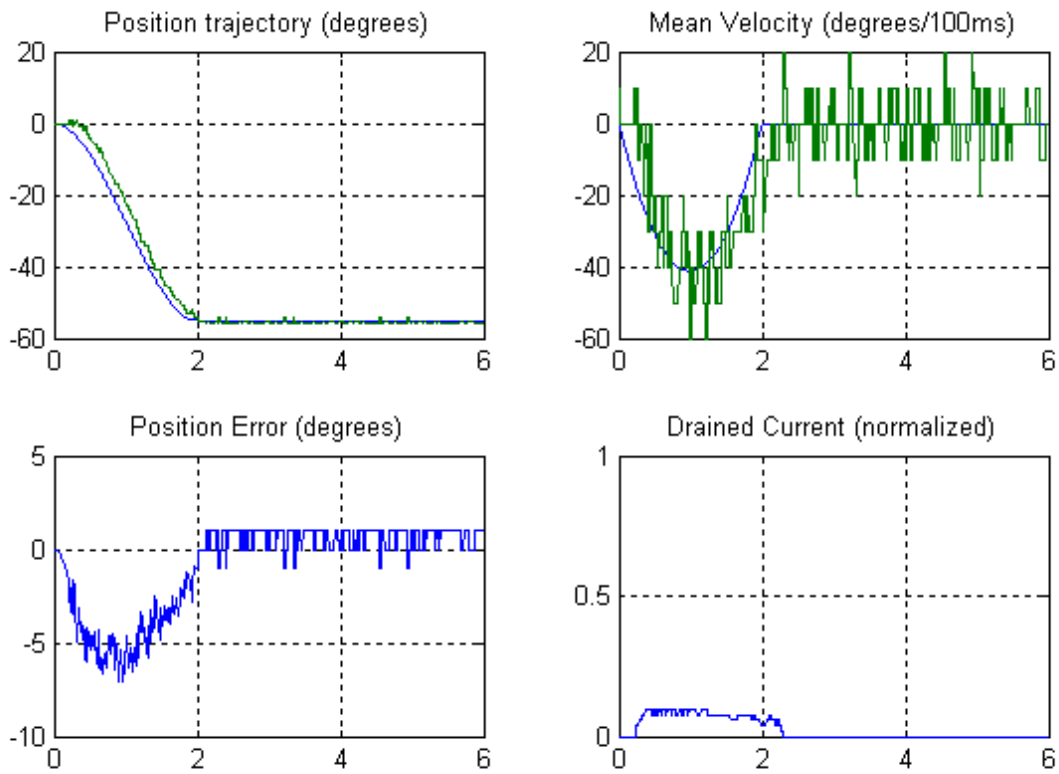 Position trajectory (degrees)
20
0
-20
-40
-60
0 2 4 6
Mean Velocity (degrees/100ms)
20
0
-20
-40
-60
0 2 4 6
Position Error (degrees)
5
0
-5
-10
0 2 4 6
Drained Current (normalized)
1
0.5
0
0 2 4 6